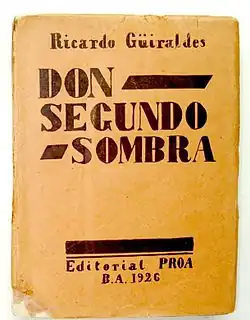 Ricardo Güiraldes
DON
SEGUNDO
SOMBRA
Editorial PROA
B.A. 1926